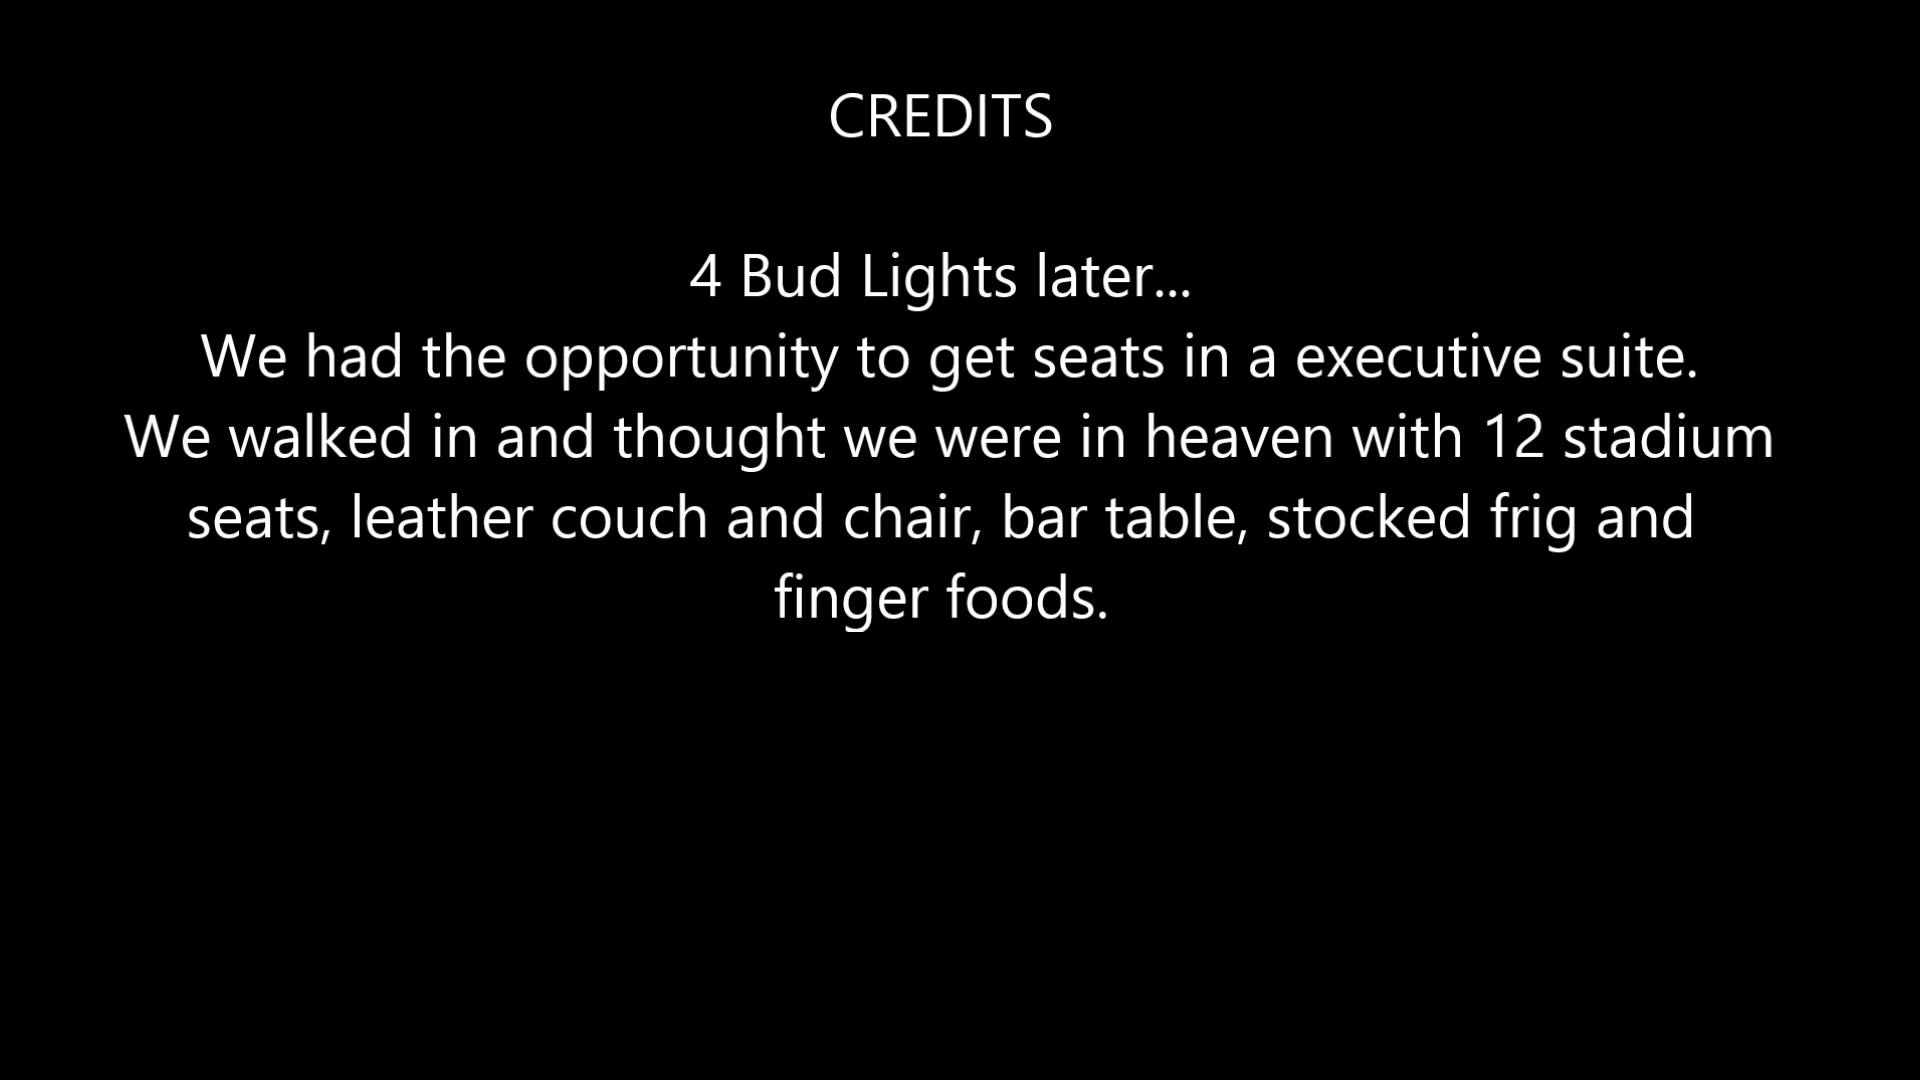 CREDITS
4 Bud Lights later...
We had the opportunity to get seats in a executive suite.
We walked in and thought we were in heaven with 12 stadium
seats, leather couch and chair, bar table, stocked frig and
finger foods.